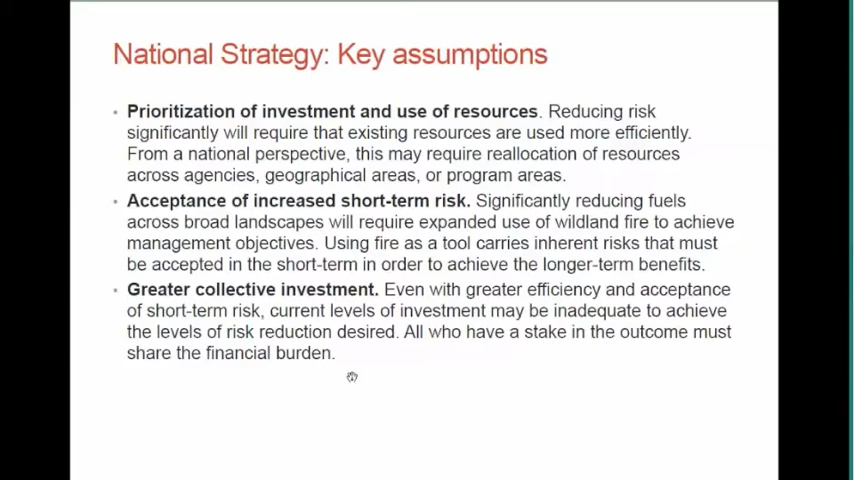 National Strategy: Key assumptions
• Prioritization of investment and use of resources. Reducing risk
significantly will require that existing resources are used more efficiently.
From a national perspective, this may require reallocation of resources
across agencies, geographical areas, or program areas.
• Acceptance of increased short-term risk. Significantly reducing fuels
across broad landscapes will require expanded use of wildland fire to achieve
management objectives. Using fire as a tool carries inherent risks that must
be accepted in the short-term in order to achieve the longer-term benefits.
• Greater collective investment. Even with greater efficiency and acceptance
of short-term risk, current levels of investment may be inadequate to achieve
the levels of risk reduction desired. All who have a stake in the outcome must
share the financial burden.